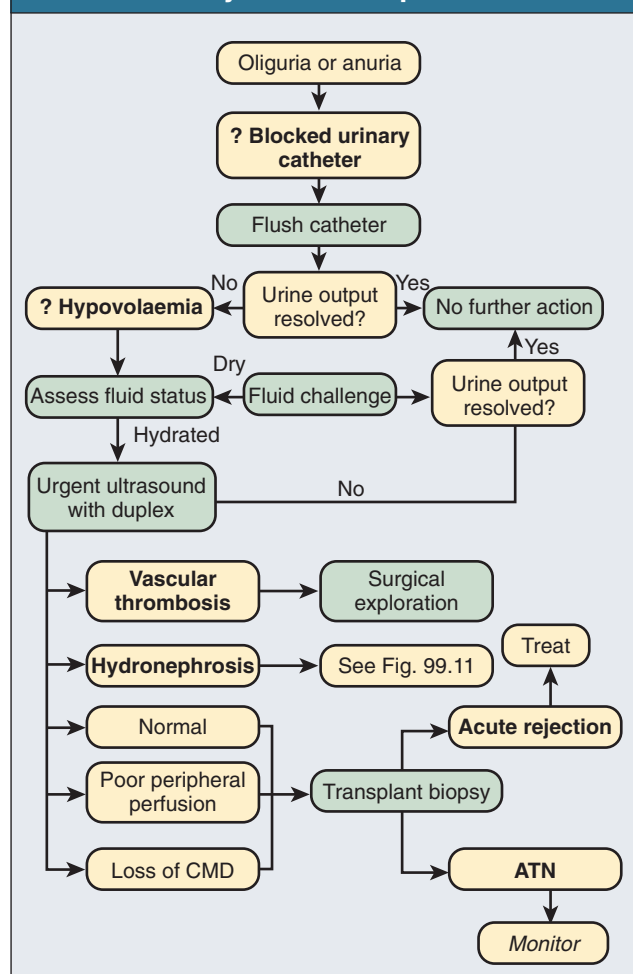 Oliguria or anuria
? Blocked urinary
catheter
Flush catheter
No
Urine output
resolved?
Yes
? Hypovolaemia
No further action
Yes
Dry
Assess fluid status
Fluid challenge
Urine output
resolved?
Hydrated
Urgent ultrasound
with duplex
No
Vascular
thrombosis
Surgical
exploration
Treat
Hydronephrosis
See Fig. 99.11
Normal
Acute rejection
Poor peripheral
perfusion
Transplant biopsy
Loss of CMD
ATN
Monitor